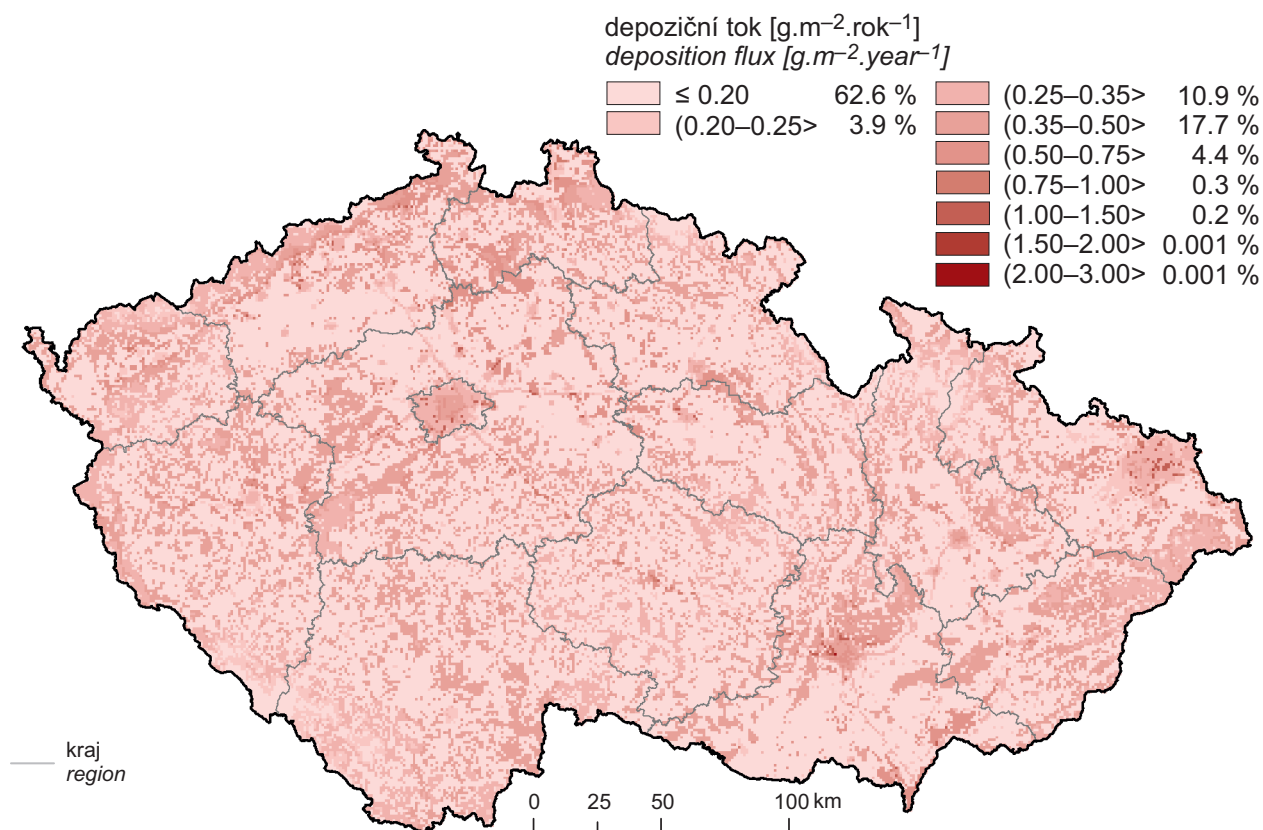 depoziční tok [g.m–2.rok–1]
deposition flux [g.m–2.year–1]
≤ 0.20 62.6 %
(0.20–0.25> 3.9 %
(0.25–0.35> 10.9 %
(0.35–0.50> 17.7 %
(0.50–0.75> 4.4 %
(0.75–1.00> 0.3 %
(1.00–1.50> 0.2 %
(1.50–2.00> 0.001 %
(2.00–3.00> 0.001 %
kraj
region
0 25 50 100 km